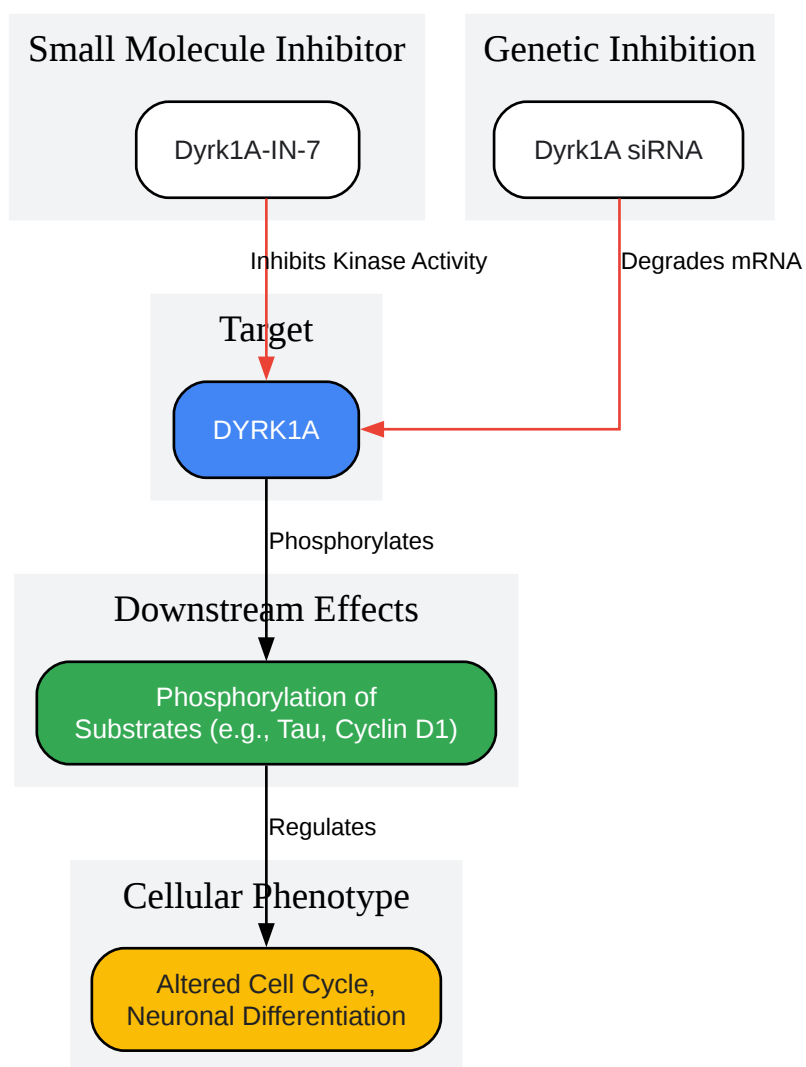 Small Molecule Inhibitor
Genetic Inhibition
Dyrk1A-IN-7
Dyrk1A siRNA
Inhibits Kinase Activity
Degrades mRNA
Target
DYRK1A
Phosphorylates
Downstream Effects
Phosphorylation of
Substrates (e.g., Tau, Cyclin D1)
Regulates
Cellular Phenotype
Altered Cell Cycle,
Neuronal Differentiation